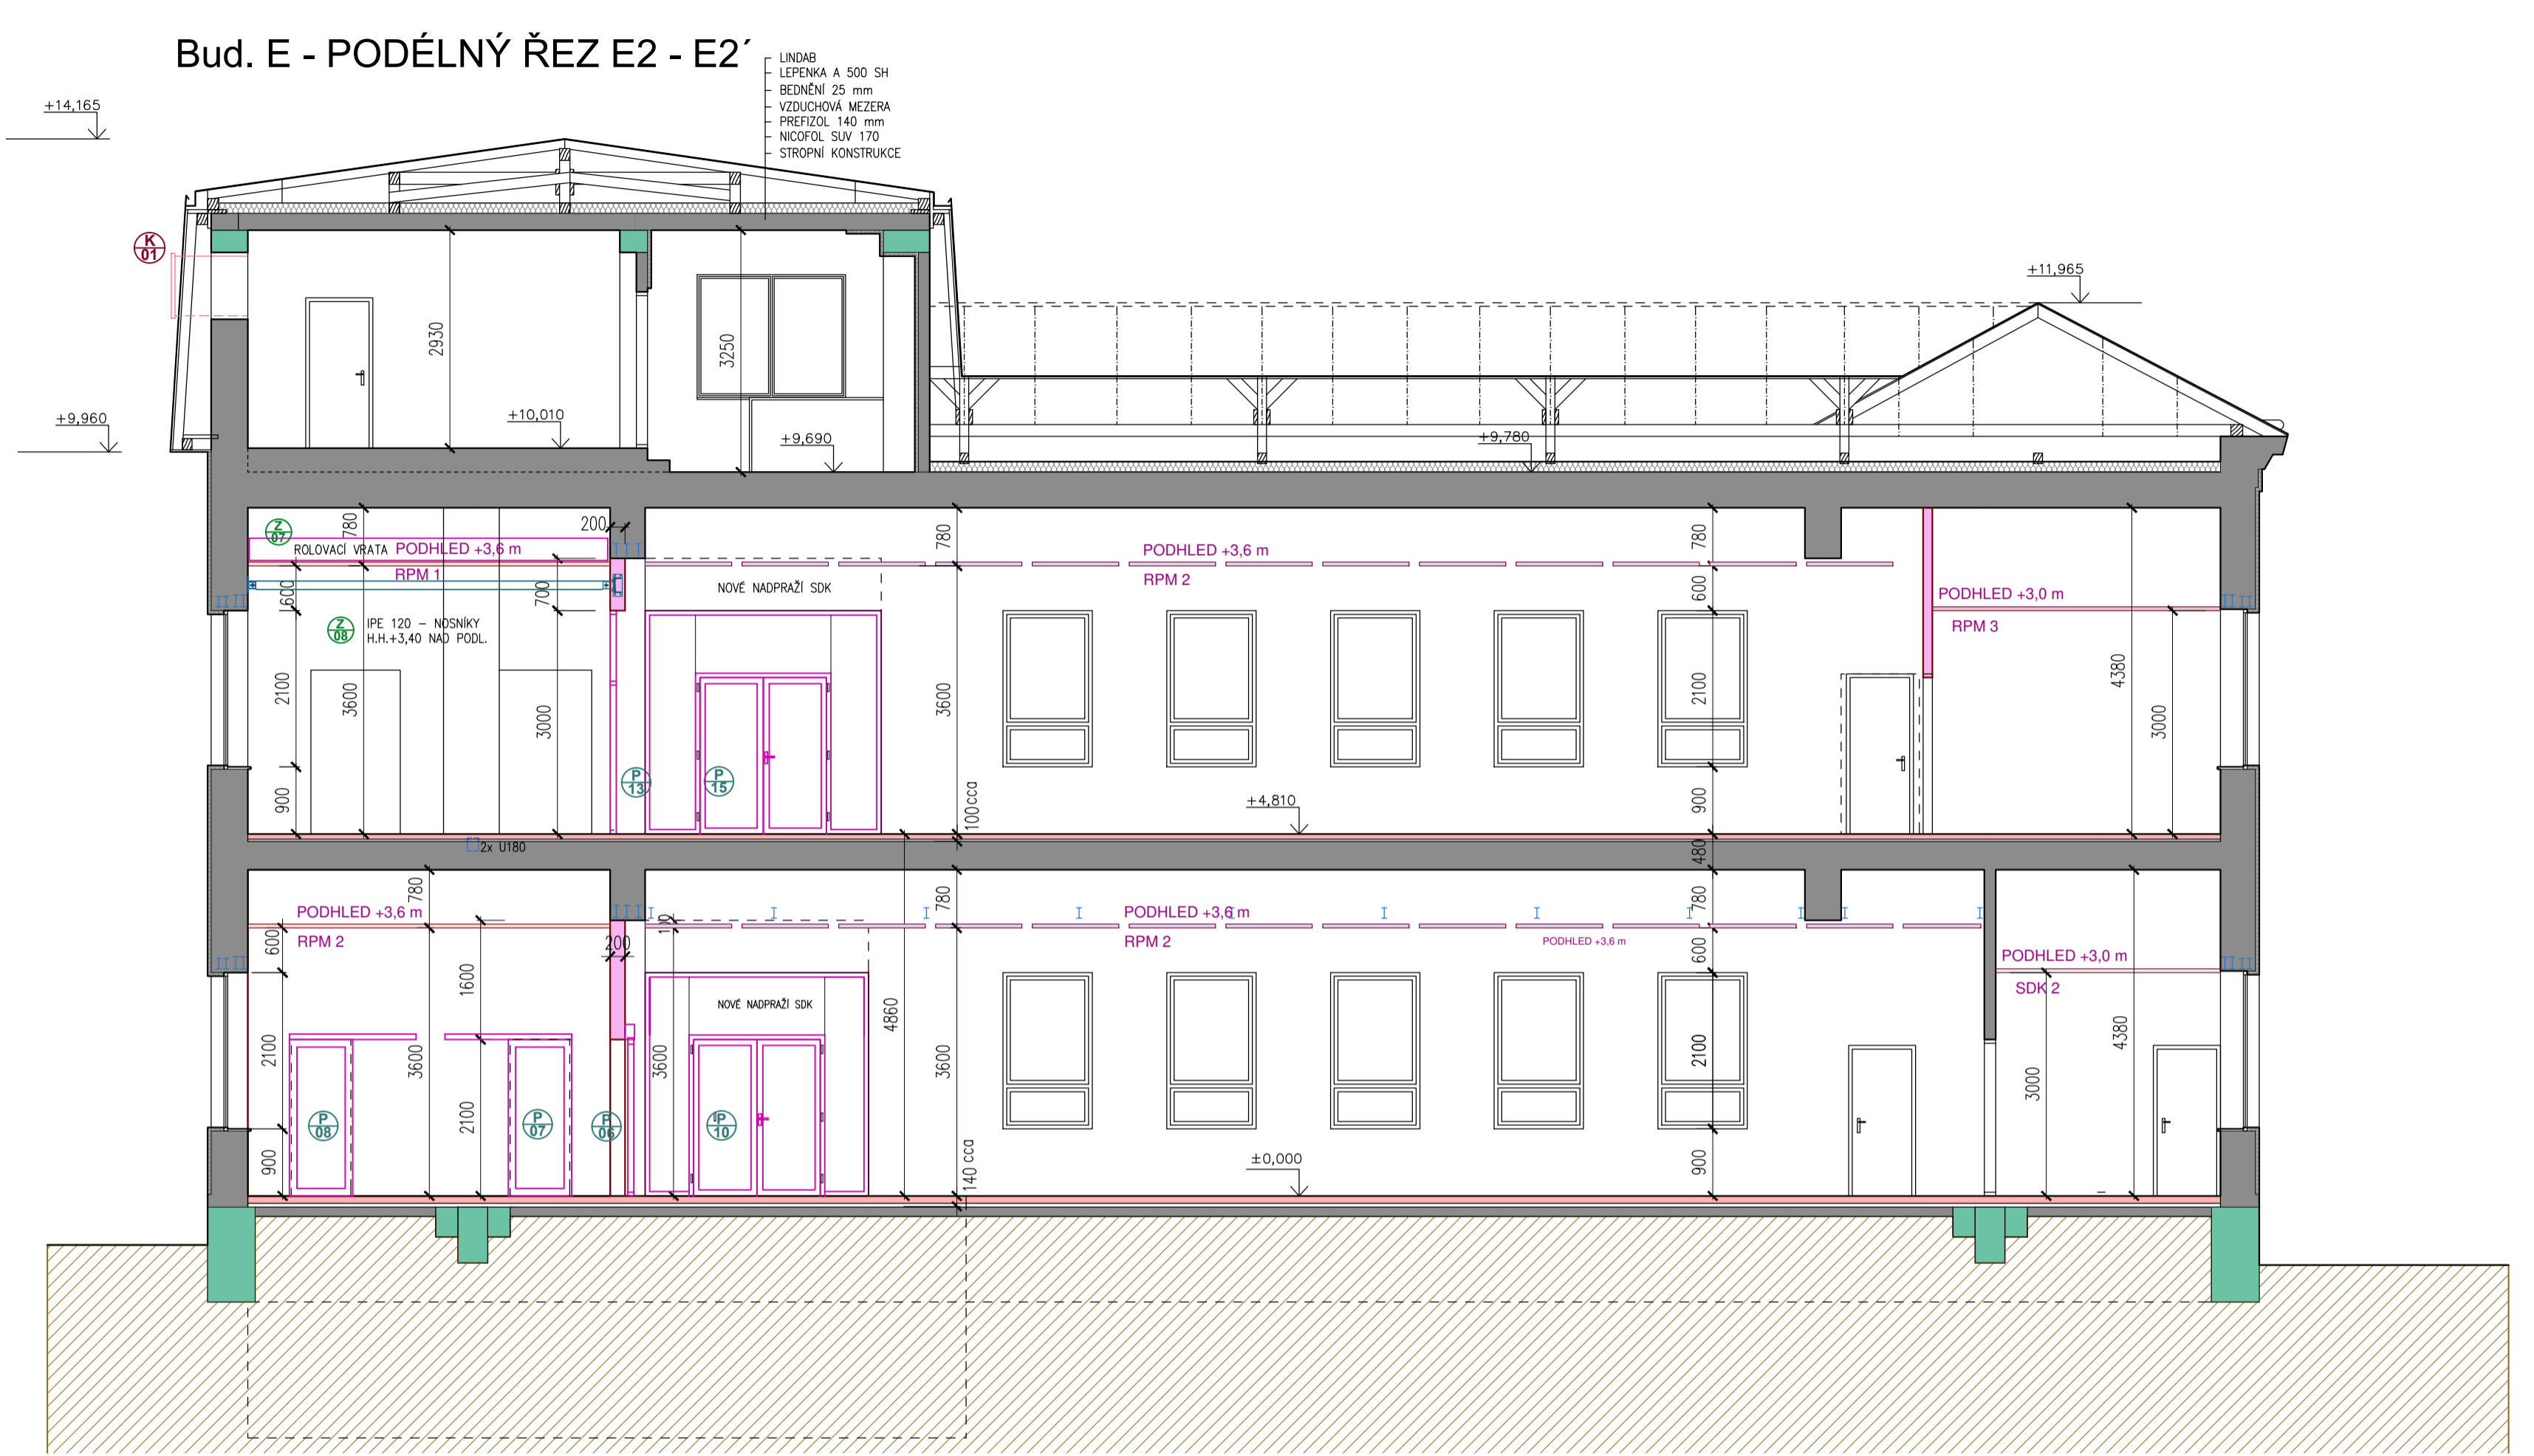 Bud. E - PODÉLNÝ ŘEZ E2 - E2´
LINDAB
LEPENKA A 500 SH
BEDNĚNÍ 25 mm
VZDUCHOVÁ MEZERA
PREFIZOL 140 mm
NICOFOL SUV 170
STROPNÍ KONSTRUKCE
+14,165
K
01
+11,965
2930
3250
+9,960
+10,010
+9,690
+9,780
Z
07
780
200
780
780
ROLOVACÍ VRATA
PODHLED +3,6 m
RPM 1
PODHLED +3,6 m
RPM 2
600
700
NOVÉ NADPRAŽÍ SDK
600
PODHLED +3,0 m
RPM 3
Z
08
IPE 120 – NOSNÍKY
H.H.+3,40 NAD PODL.
2100
3600
3000
3600
2100
4380
3000
P
13
P
15
900
100cca
+4,810
900
2x U180
480
780
780
780
PODHLED +3,6 m
RPM 2
100
PODHLED +3,6 m
RPM 2
PODHLED +3,6 m
600
200
600
PODHLED +3,0 m
SDK 2
1600
NOVÉ NADPRAŽÍ SDK
4860
2100
3600
3600
3600
2100
4380
3000
2100
P
08
P
07
P
06
P
10
900
140 cca
±0,000
900